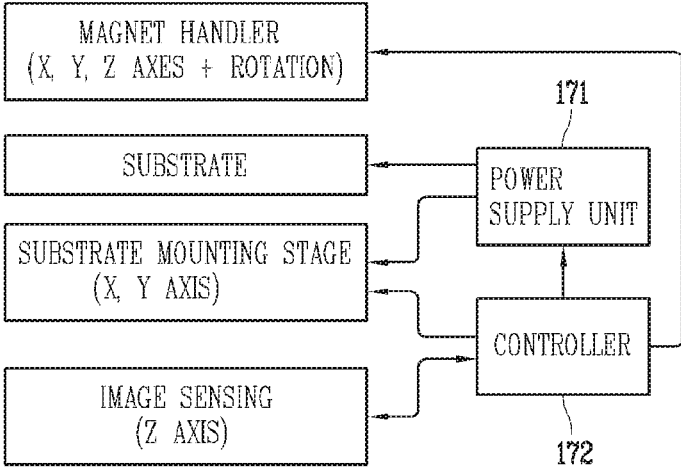 MAGNET HANDLER
(X, Y, Z AXES + ROTATION)
171
SUBSTRATE
POWER
SUPPLY UNIT
SUBSTRATE MOUNTING STAGE
(X, Y AXIS)
CONTROLLER
IMAGE SENSING
(Z AXIS)
172